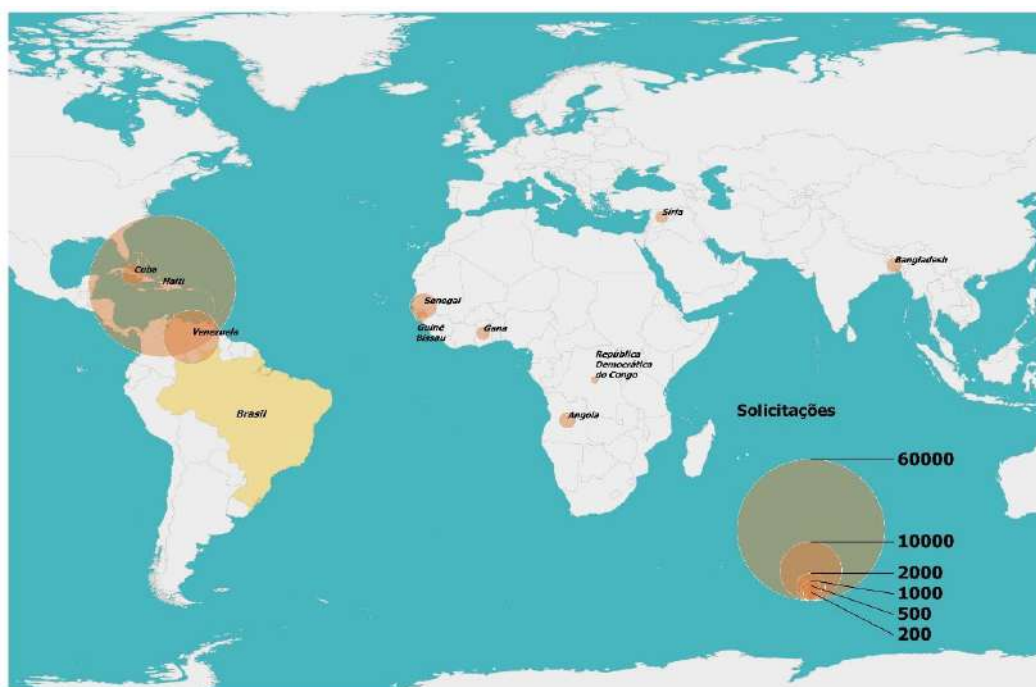 Cuba
Haiti
Venezuela
Brasil
Senegal
Guiné
Bissau
Gana
República
Democrática
do Congo
Angola
Síria
Bangladesh
Solicitações
60000
10000
2000
1000
500
200